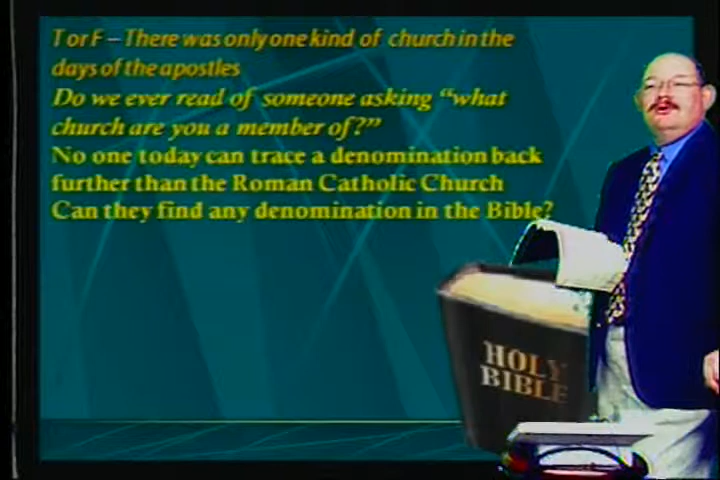 T or F – There was only one kind of church in the
days of the apostles
Do we ever read of someone asking “what
church are you a member of?”
No one today can trace a denomination back
further than the Roman Catholic Church
Can they find any denomination in the Bible?
HOLY
BIBLE